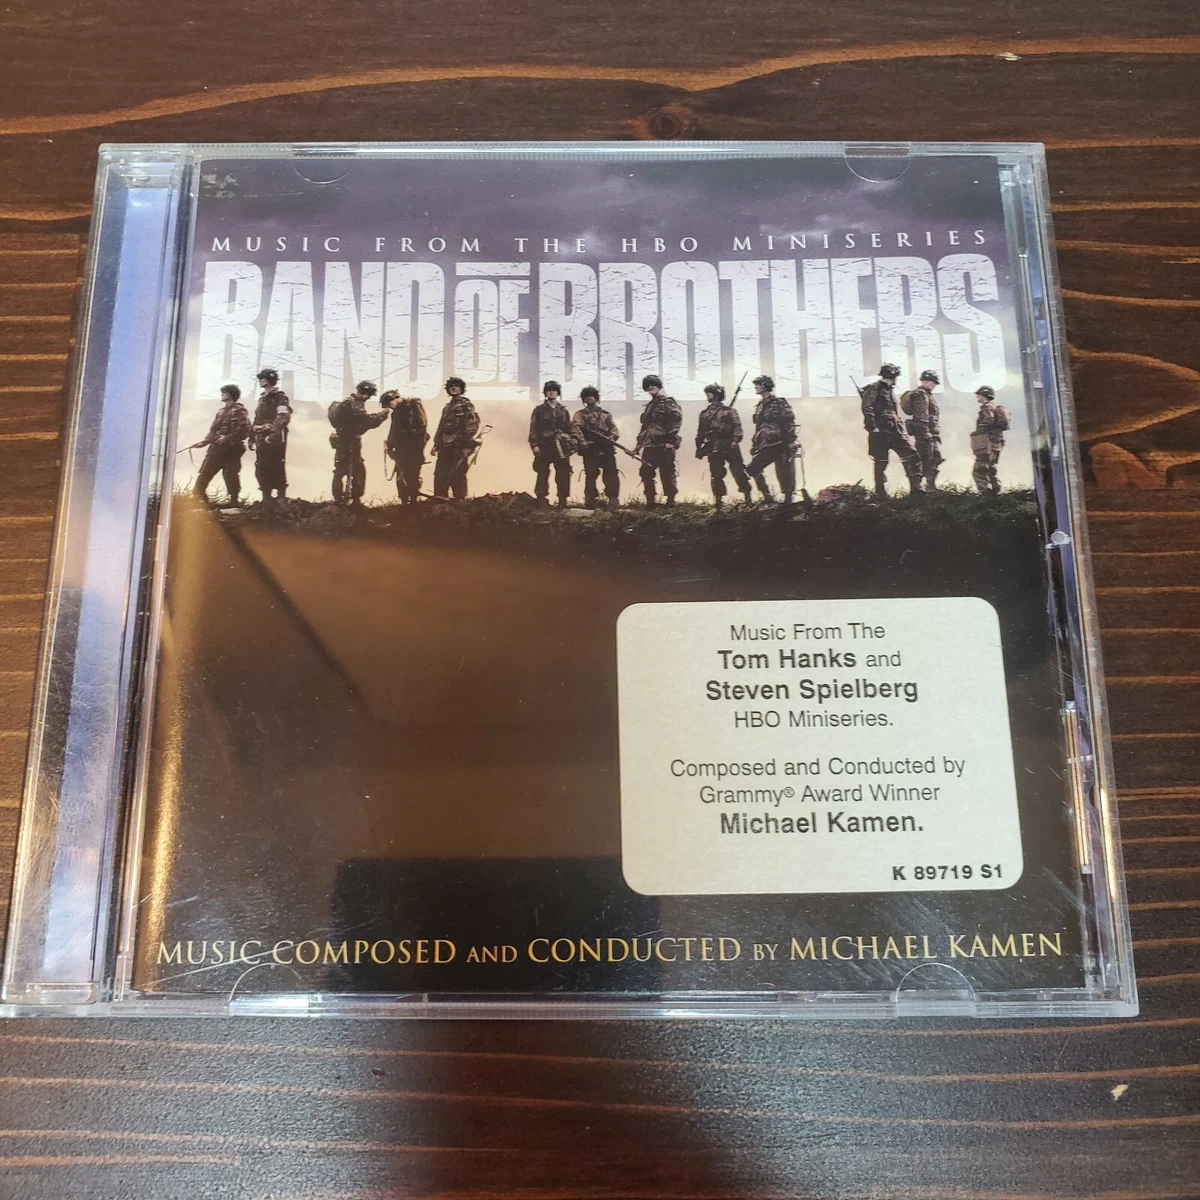 MUSIC FROM THE HBO MINISERIES
BAND OF BROTHERS
Music From The
Tom Hanks and
Steven Spielberg
HBO Miniseries.
Composed and Conducted by
Grammy® Award Winner
Michael Kamen.
K 89719 S1
MUSIC COMPOSED AND CONDUCTED BY MICHAEL KAMEN